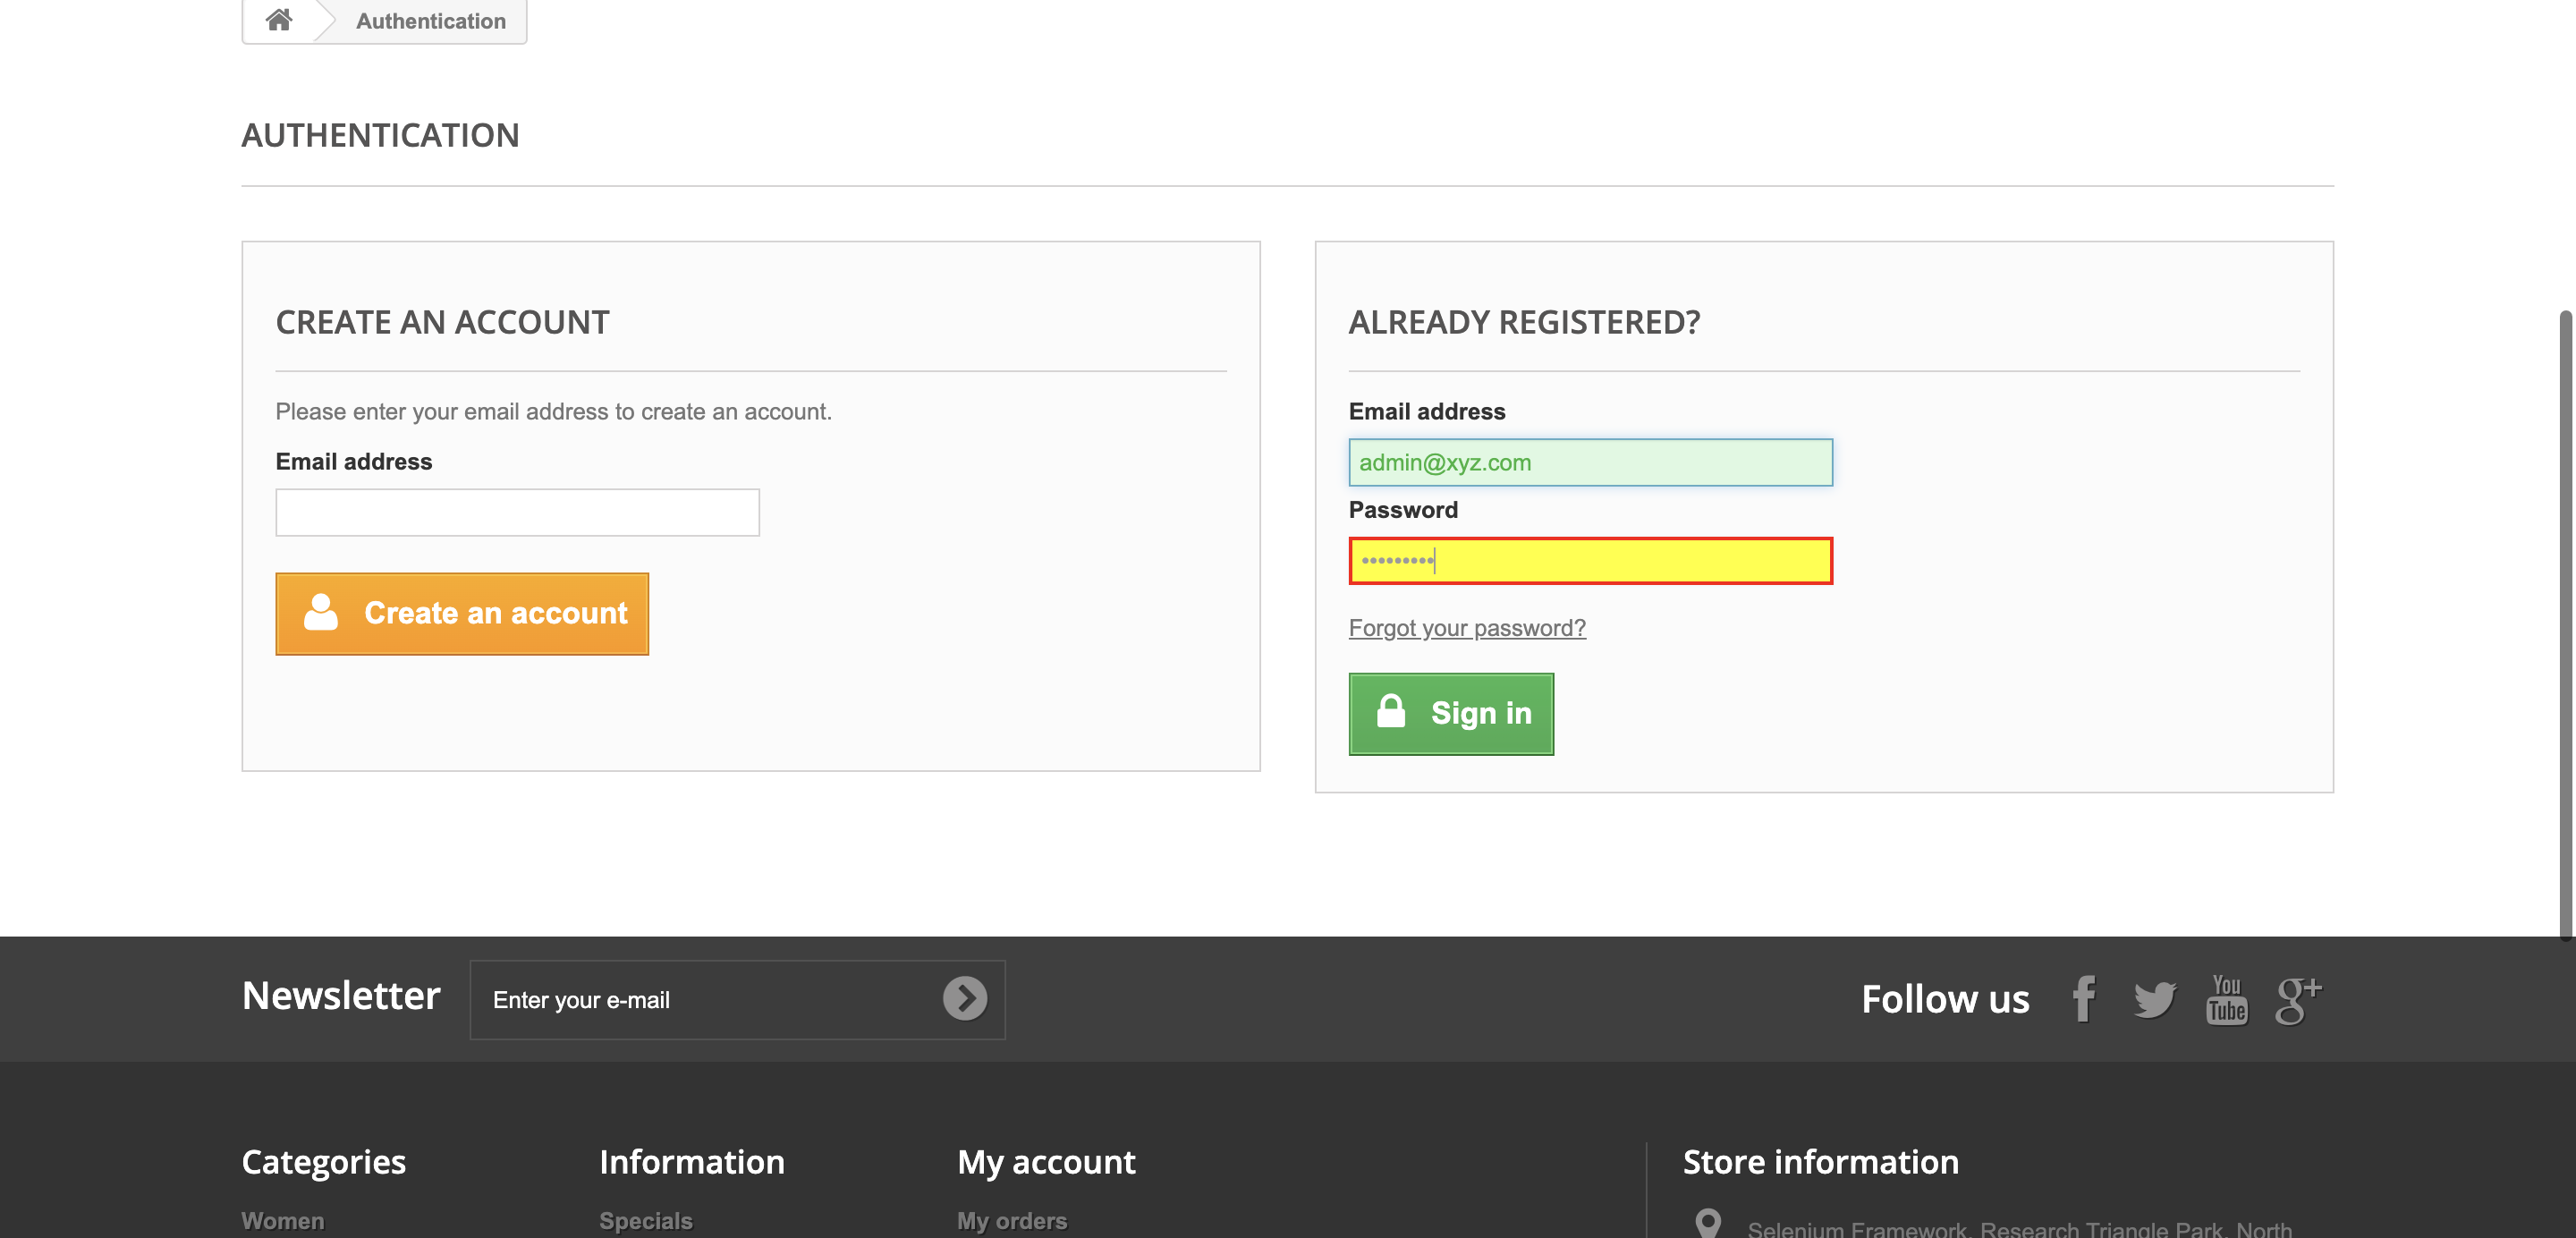 Authentication
AUTHENTICATION
CREATE AN ACCOUNT
Please enter your email address to create an account.
Email address
Create an account
ALREADY REGISTERED?
Email address
admin@xyz.com
Password
•••••••••
Forgot your password?
Sign in
Newsletter
Enter your e-mail
Follow us
You
Tube
g+
Categories
Women
Information
Specials
My account
My orders
Store information
Selenium Framework, Research Triangle Park, North